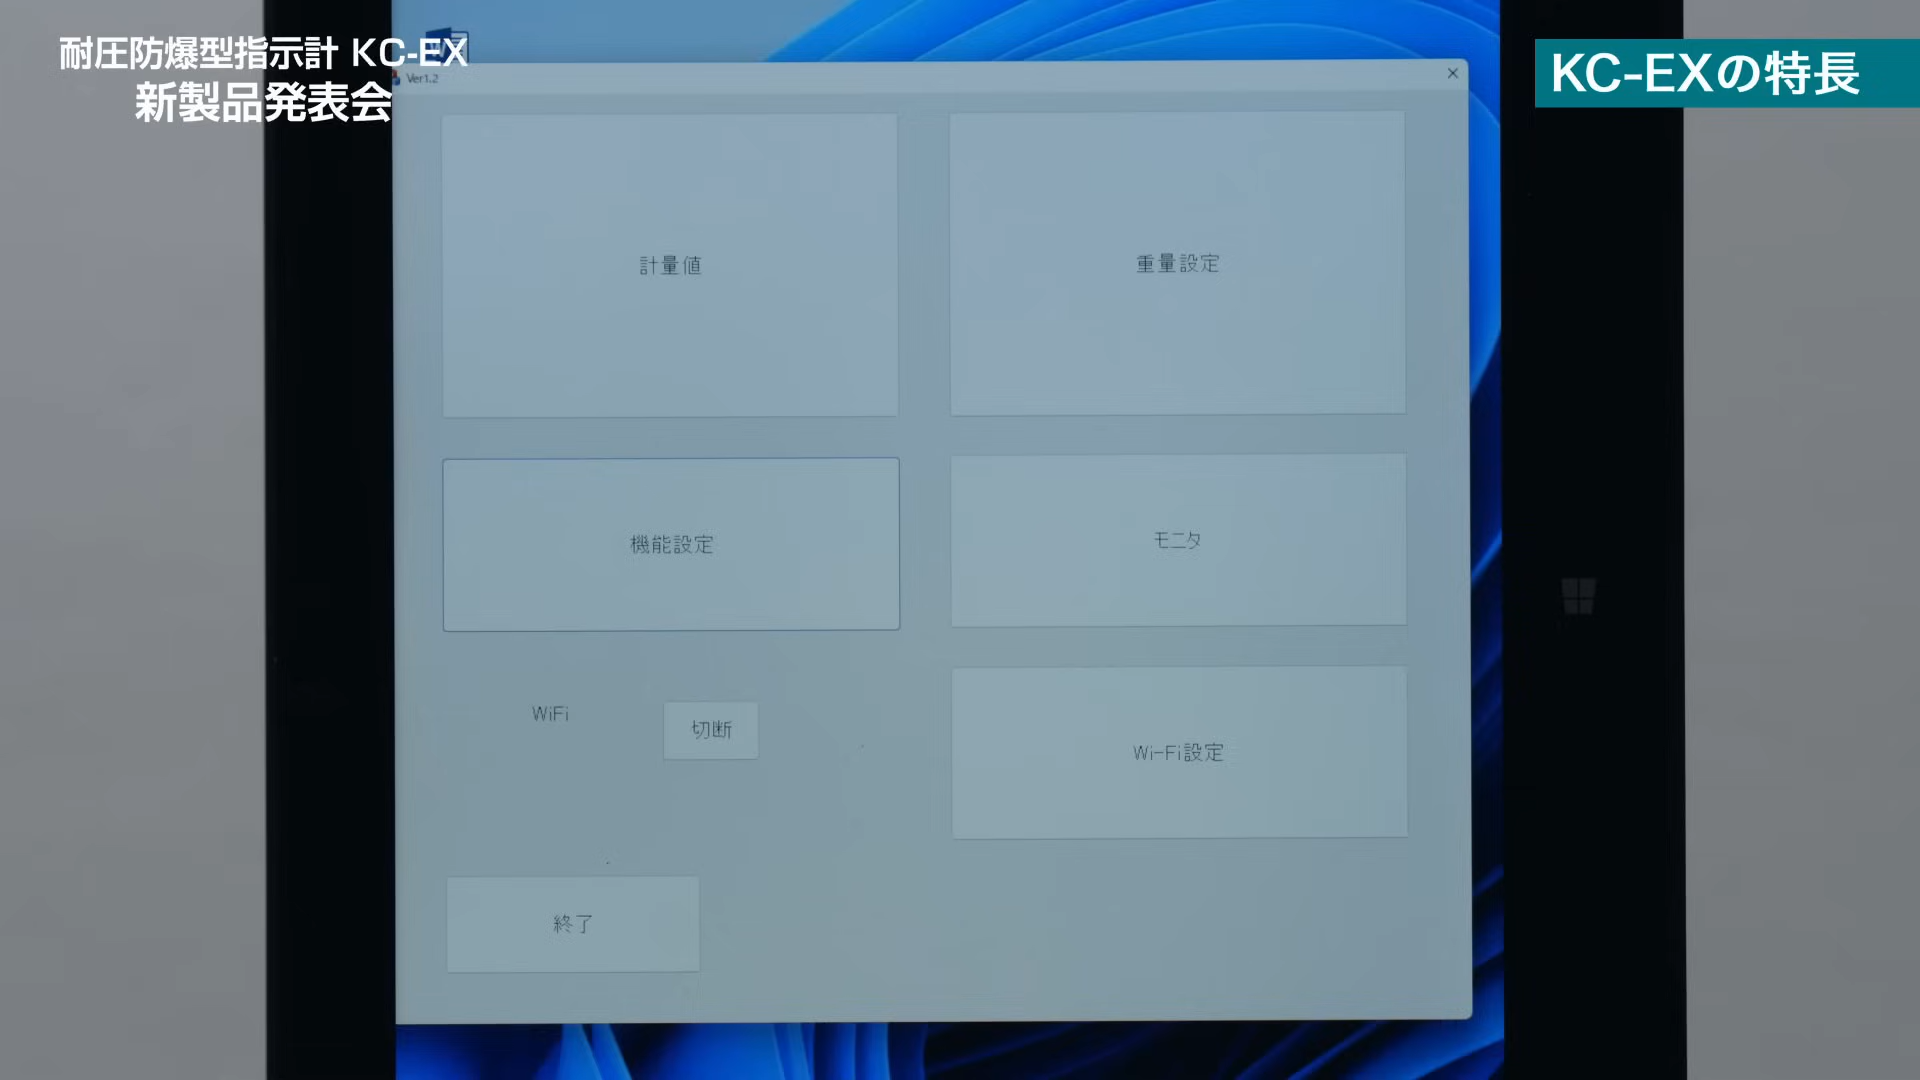 耐圧防爆型指示計 KC-EX
新製品発表会
KC-EXの特長
Ver1.2
計量値
重量設定
機能設定
モニタ
WiFi
切断
Wi-Fi設定
終了